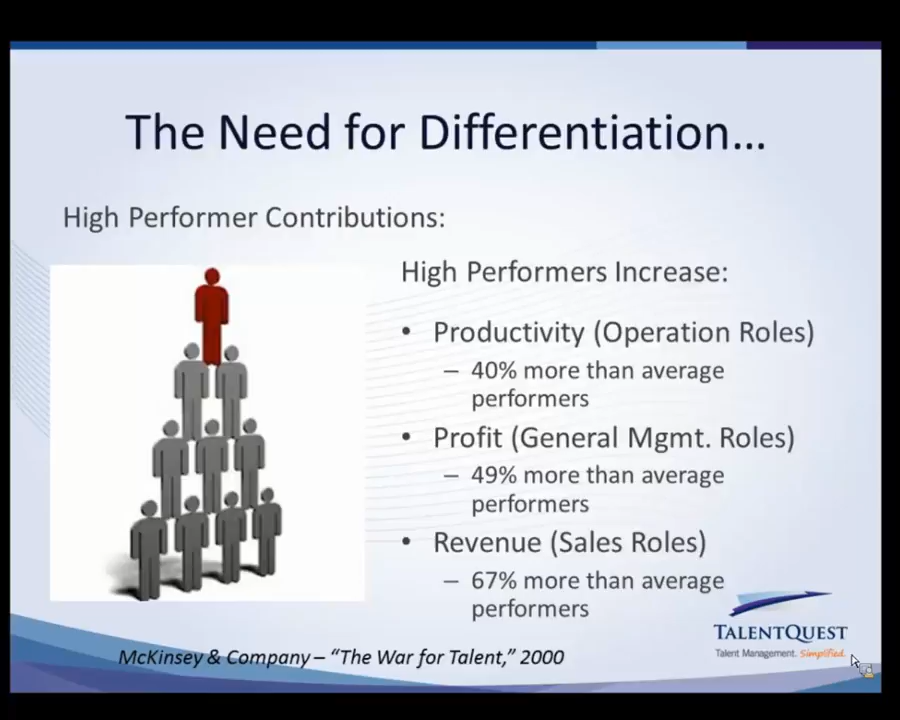 The Need for Differentiation...
High Performer Contributions:
High Performers Increase:
• Productivity (Operation Roles)
– 40% more than average
performers
• Profit (General Mgmt. Roles)
– 49% more than average
performers
• Revenue (Sales Roles)
– 67% more than average
performers
TALENTQUEST
Talent Management. Simplified.
McKinsey & Company – “The War for Talent,” 2000